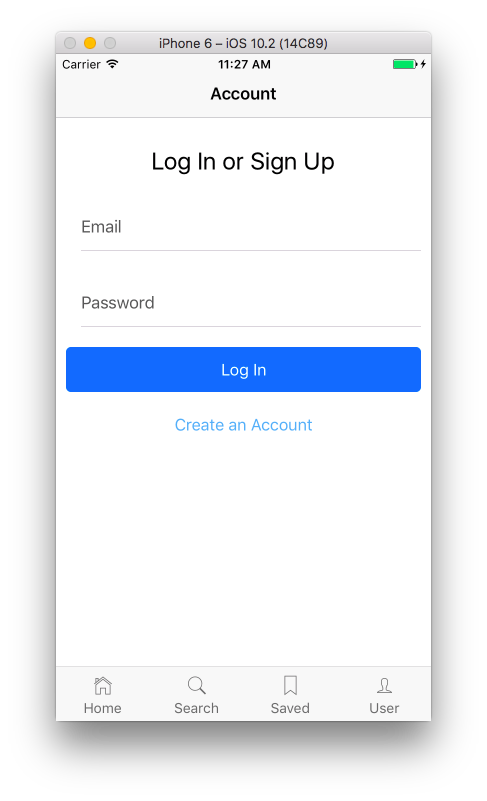 iPhone 6 – iOS 10.2 (14C89)
Carrier 11:27 AM
Account
Log In or Sign Up
Email
Password
Log In
Create an Account
Home Search Saved User